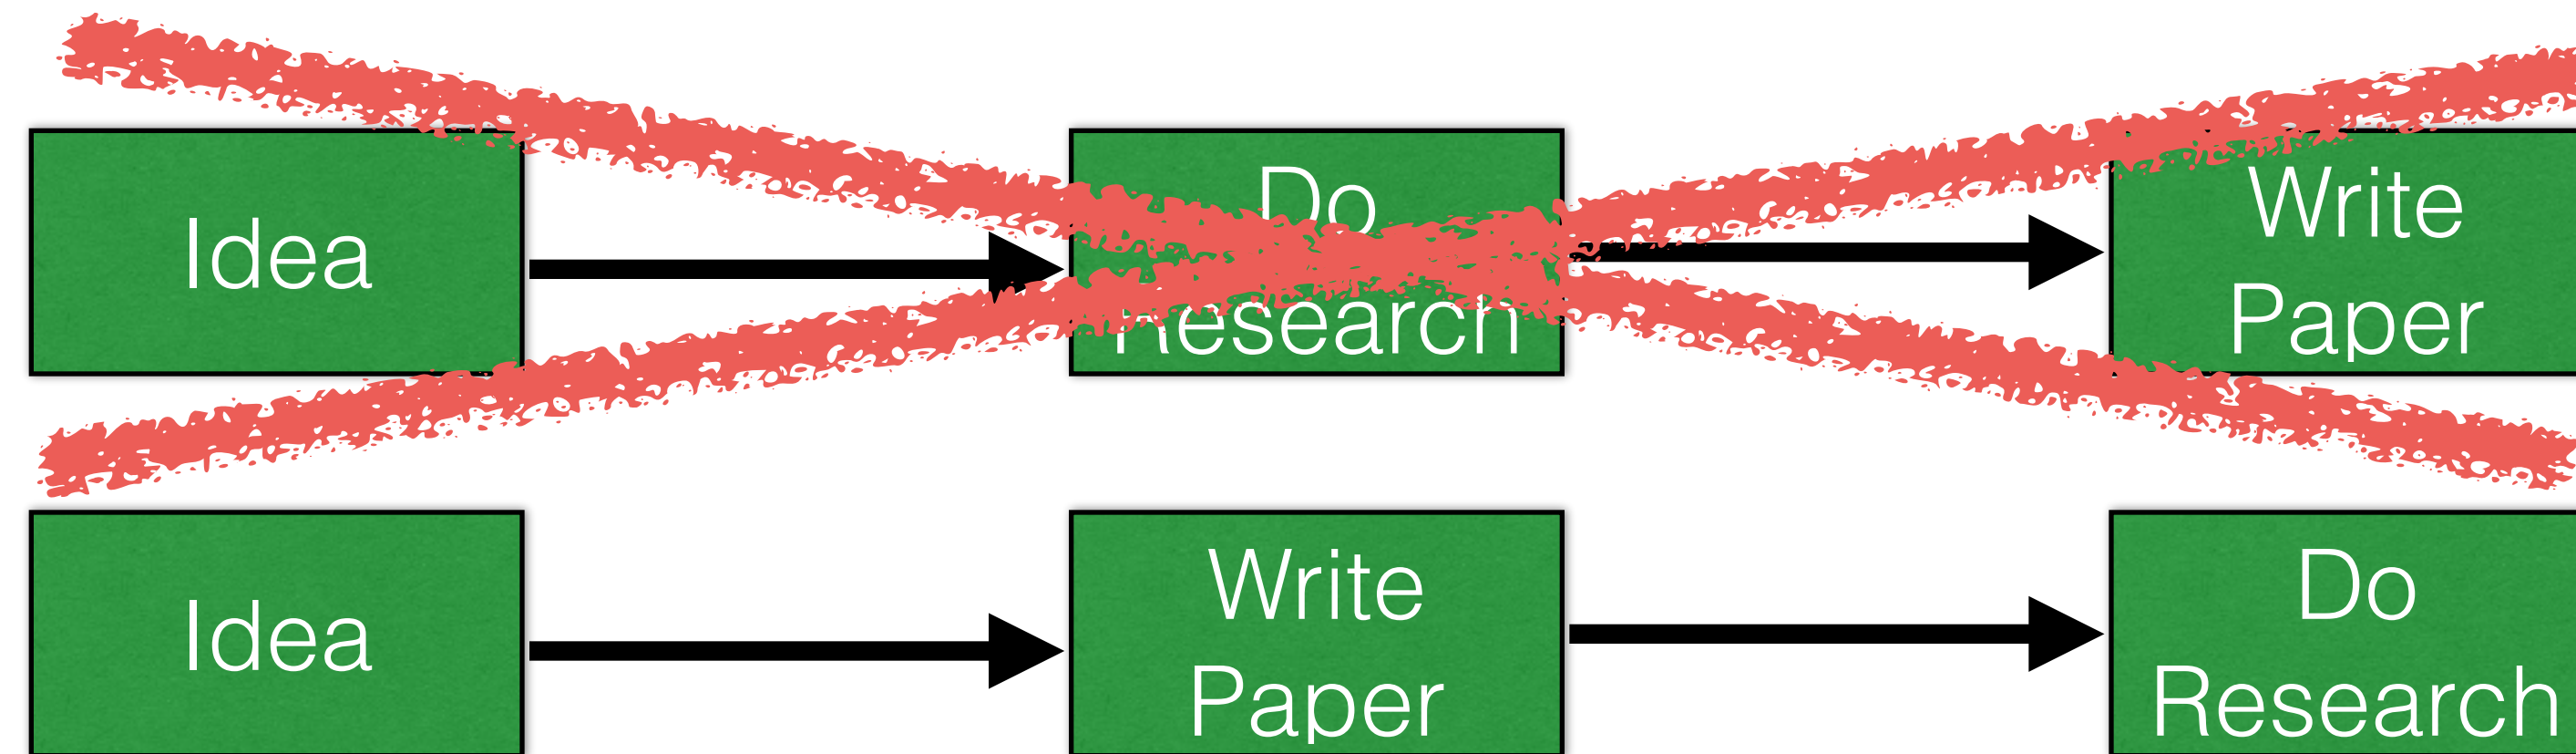 Idea
Do
Research
Write
Paper
Idea
Write
Paper
Do
Research